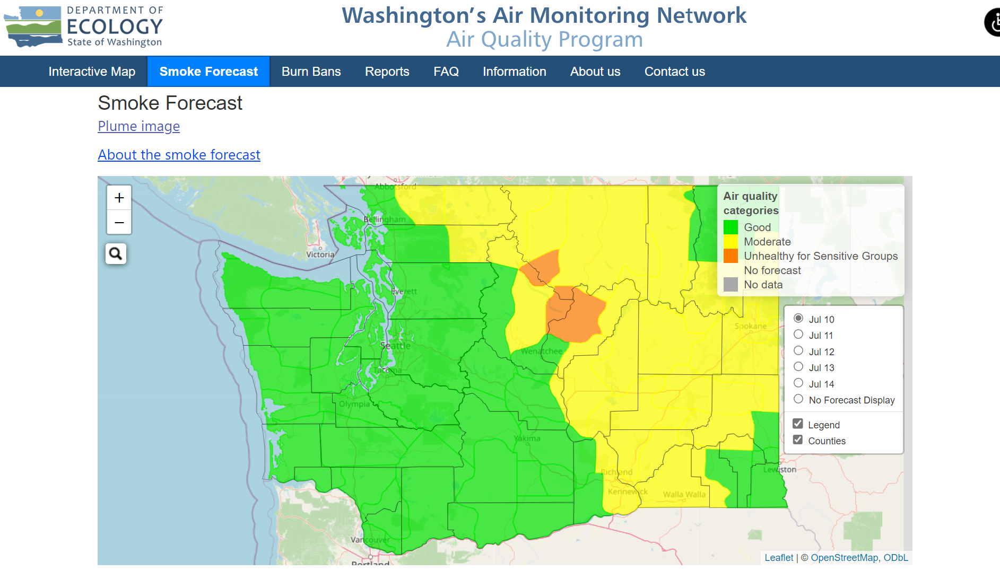 DEPARTMENT OF
ECOLOGY
State of Washington
Washington's Air Monitoring Network
Air Quality Program
Interactive Map
Smoke Forecast
Burn Bans
Reports
FAQ
Information
About us
Contact us
Smoke Forecast
Plume image
About the smoke forecast
+
−
Abbotsford
Bellingham
Victoria
Everett
Seattle
Tacoma
Olympia
Wenatchee
Yakima
Spokane
Richland
Kennewick
Walla Walla
Lewiston
Vancouver
Portland
Air quality
categories
Good
Moderate
Unhealthy for Sensitive Groups
No forecast
No data
Jul 10
Jul 11
Jul 12
Jul 13
Jul 14
No Forecast Display
Legend
Counties
Leaflet | © OpenStreetMap, ODbL